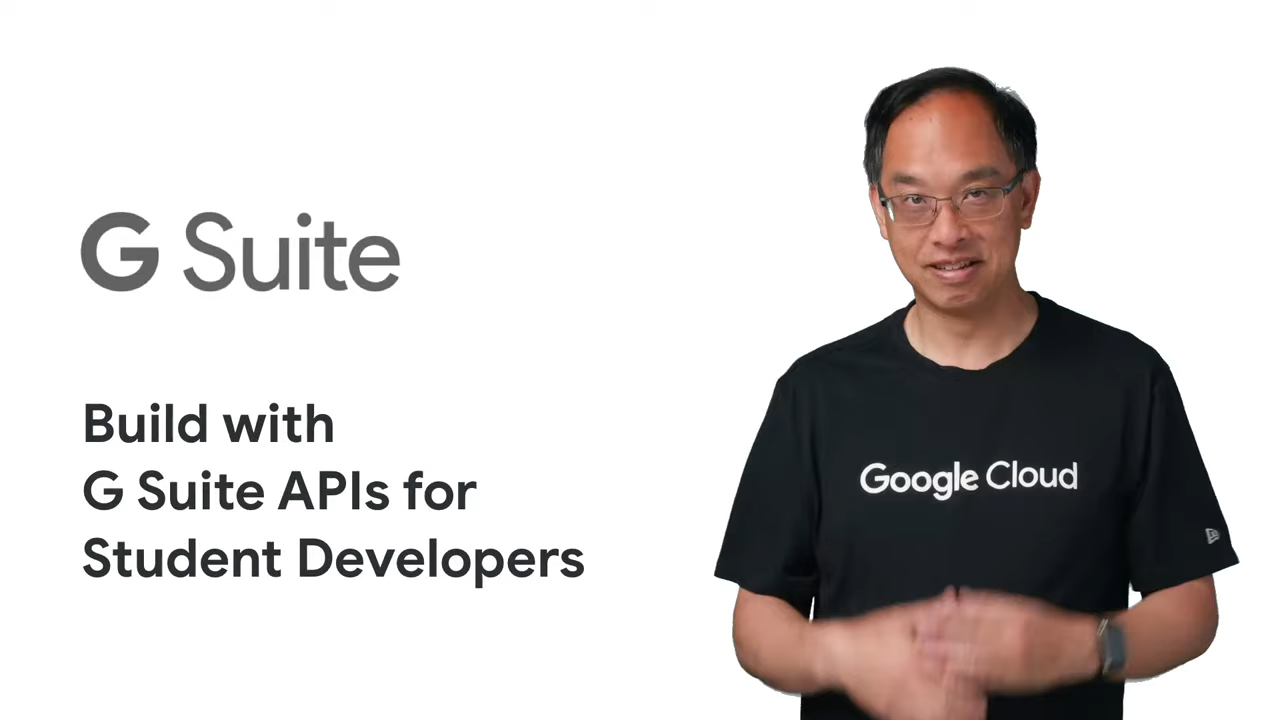 G Suite
Build with
G Suite APIs for
Student Developers
Google Cloud